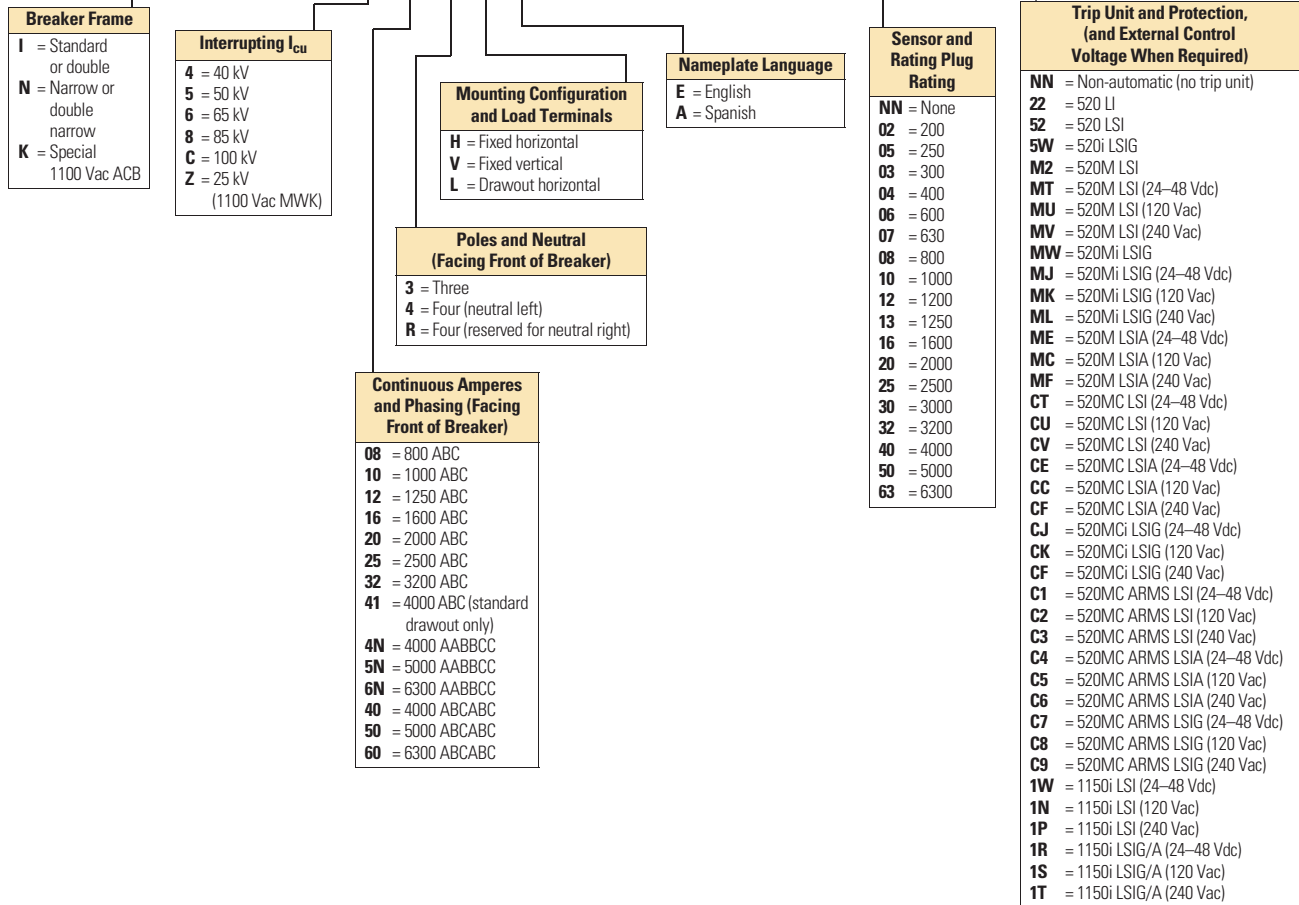 Breaker Frame
I = Standard
or double
N = Narrow or
double
narrow
K = Special
1100 Vac ACB
Interrupting Icu
4 = 40 kV
5 = 50 kV
6 = 65 kV
8 = 85 kV
C = 100 kV
Z = 25 kV
(1100 Vac MWK)
Continuous Amperes
and Phasing (Facing
Front of Breaker)
08 = 800 ABC
10 = 1000 ABC
12 = 1250 ABC
16 = 1600 ABC
20 = 2000 ABC
25 = 2500 ABC
32 = 3200 ABC
41 = 4000 ABC (standard
drawout only)
4N = 4000 AABBCC
5N = 5000 AABBCC
6N = 6300 AABBCC
40 = 4000 ABCABC
50 = 5000 ABCABC
60 = 6300 ABCABC
Poles and Neutral
(Facing Front of Breaker)
3 = Three
4 = Four (neutral left)
R = Four (reserved for neutral right)
Mounting Configuration
and Load Terminals
H = Fixed horizontal
V = Fixed vertical
L = Drawout horizontal
Nameplate Language
E = English
A = Spanish
Sensor and
Rating Plug
Rating
NN = None
02 = 200
05 = 250
03 = 300
04 = 400
06 = 600
07 = 630
08 = 800
10 = 1000
12 = 1200
13 = 1250
16 = 1600
20 = 2000
25 = 2500
30 = 3000
32 = 3200
40 = 4000
50 = 5000
63 = 6300
Trip Unit and Protection,
(and External Control
Voltage When Required)
NN = Non-automatic (no trip unit)
22 = 520 LI
52 = 520 LSI
5W = 520i LSIG
M2 = 520M LSI
MT = 520M LSI (24–48 Vdc)
MU = 520M LSI (120 Vac)
MV = 520M LSI (240 Vac)
MW = 520Mi LSIG
MJ = 520Mi LSIG (24–48 Vdc)
MK = 520Mi LSIG (120 Vac)
ML = 520Mi LSIG (240 Vac)
ME = 520M LSIA (24–48 Vdc)
MC = 520M LSIA (120 Vac)
MF = 520M LSIA (240 Vac)
CT = 520MC LSI (24–48 Vdc)
CU = 520MC LSI (120 Vac)
CV = 520MC LSI (240 Vac)
CE = 520MC LSIA (24–48 Vdc)
CC = 520MC LSIA (120 Vac)
CF = 520MC LSIA (240 Vac)
CJ = 520MCi LSIG (24–48 Vdc)
CK = 520MCi LSIG (120 Vac)
CF = 520MCi LSIG (240 Vac)
C1 = 520MC ARMS LSI (24–48 Vdc)
C2 = 520MC ARMS LSI (120 Vac)
C3 = 520MC ARMS LSI (240 Vac)
C4 = 520MC ARMS LSIA (24–48 Vdc)
C5 = 520MC ARMS LSIA (120 Vac)
C6 = 520MC ARMS LSIA (240 Vac)
C7 = 520MC ARMS LSIG (24–48 Vdc)
C8 = 520MC ARMS LSIG (120 Vac)
C9 = 520MC ARMS LSIG (240 Vac)
1W = 1150i LSI (24–48 Vdc)
1N = 1150i LSI (120 Vac)
1P = 1150i LSI (240 Vac)
1R = 1150i LSIG/A (24–48 Vdc)
1S = 1150i LSIG/A (120 Vac)
1T = 1150i LSIG/A (240 Vac)